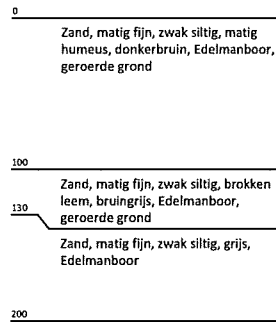 0
Zand, matig fijn, zwak siltig, matig
humeus, donkerbruin, Edelmanboor,
geroerde grond
100
Zand, matig fijn, zwak siltig, brokken
leem, bruingrijs, Edelmanboor,
130
geroerde grond
Zand, matig fijn, zwak siltig, grijs,
Edelmanboor
200